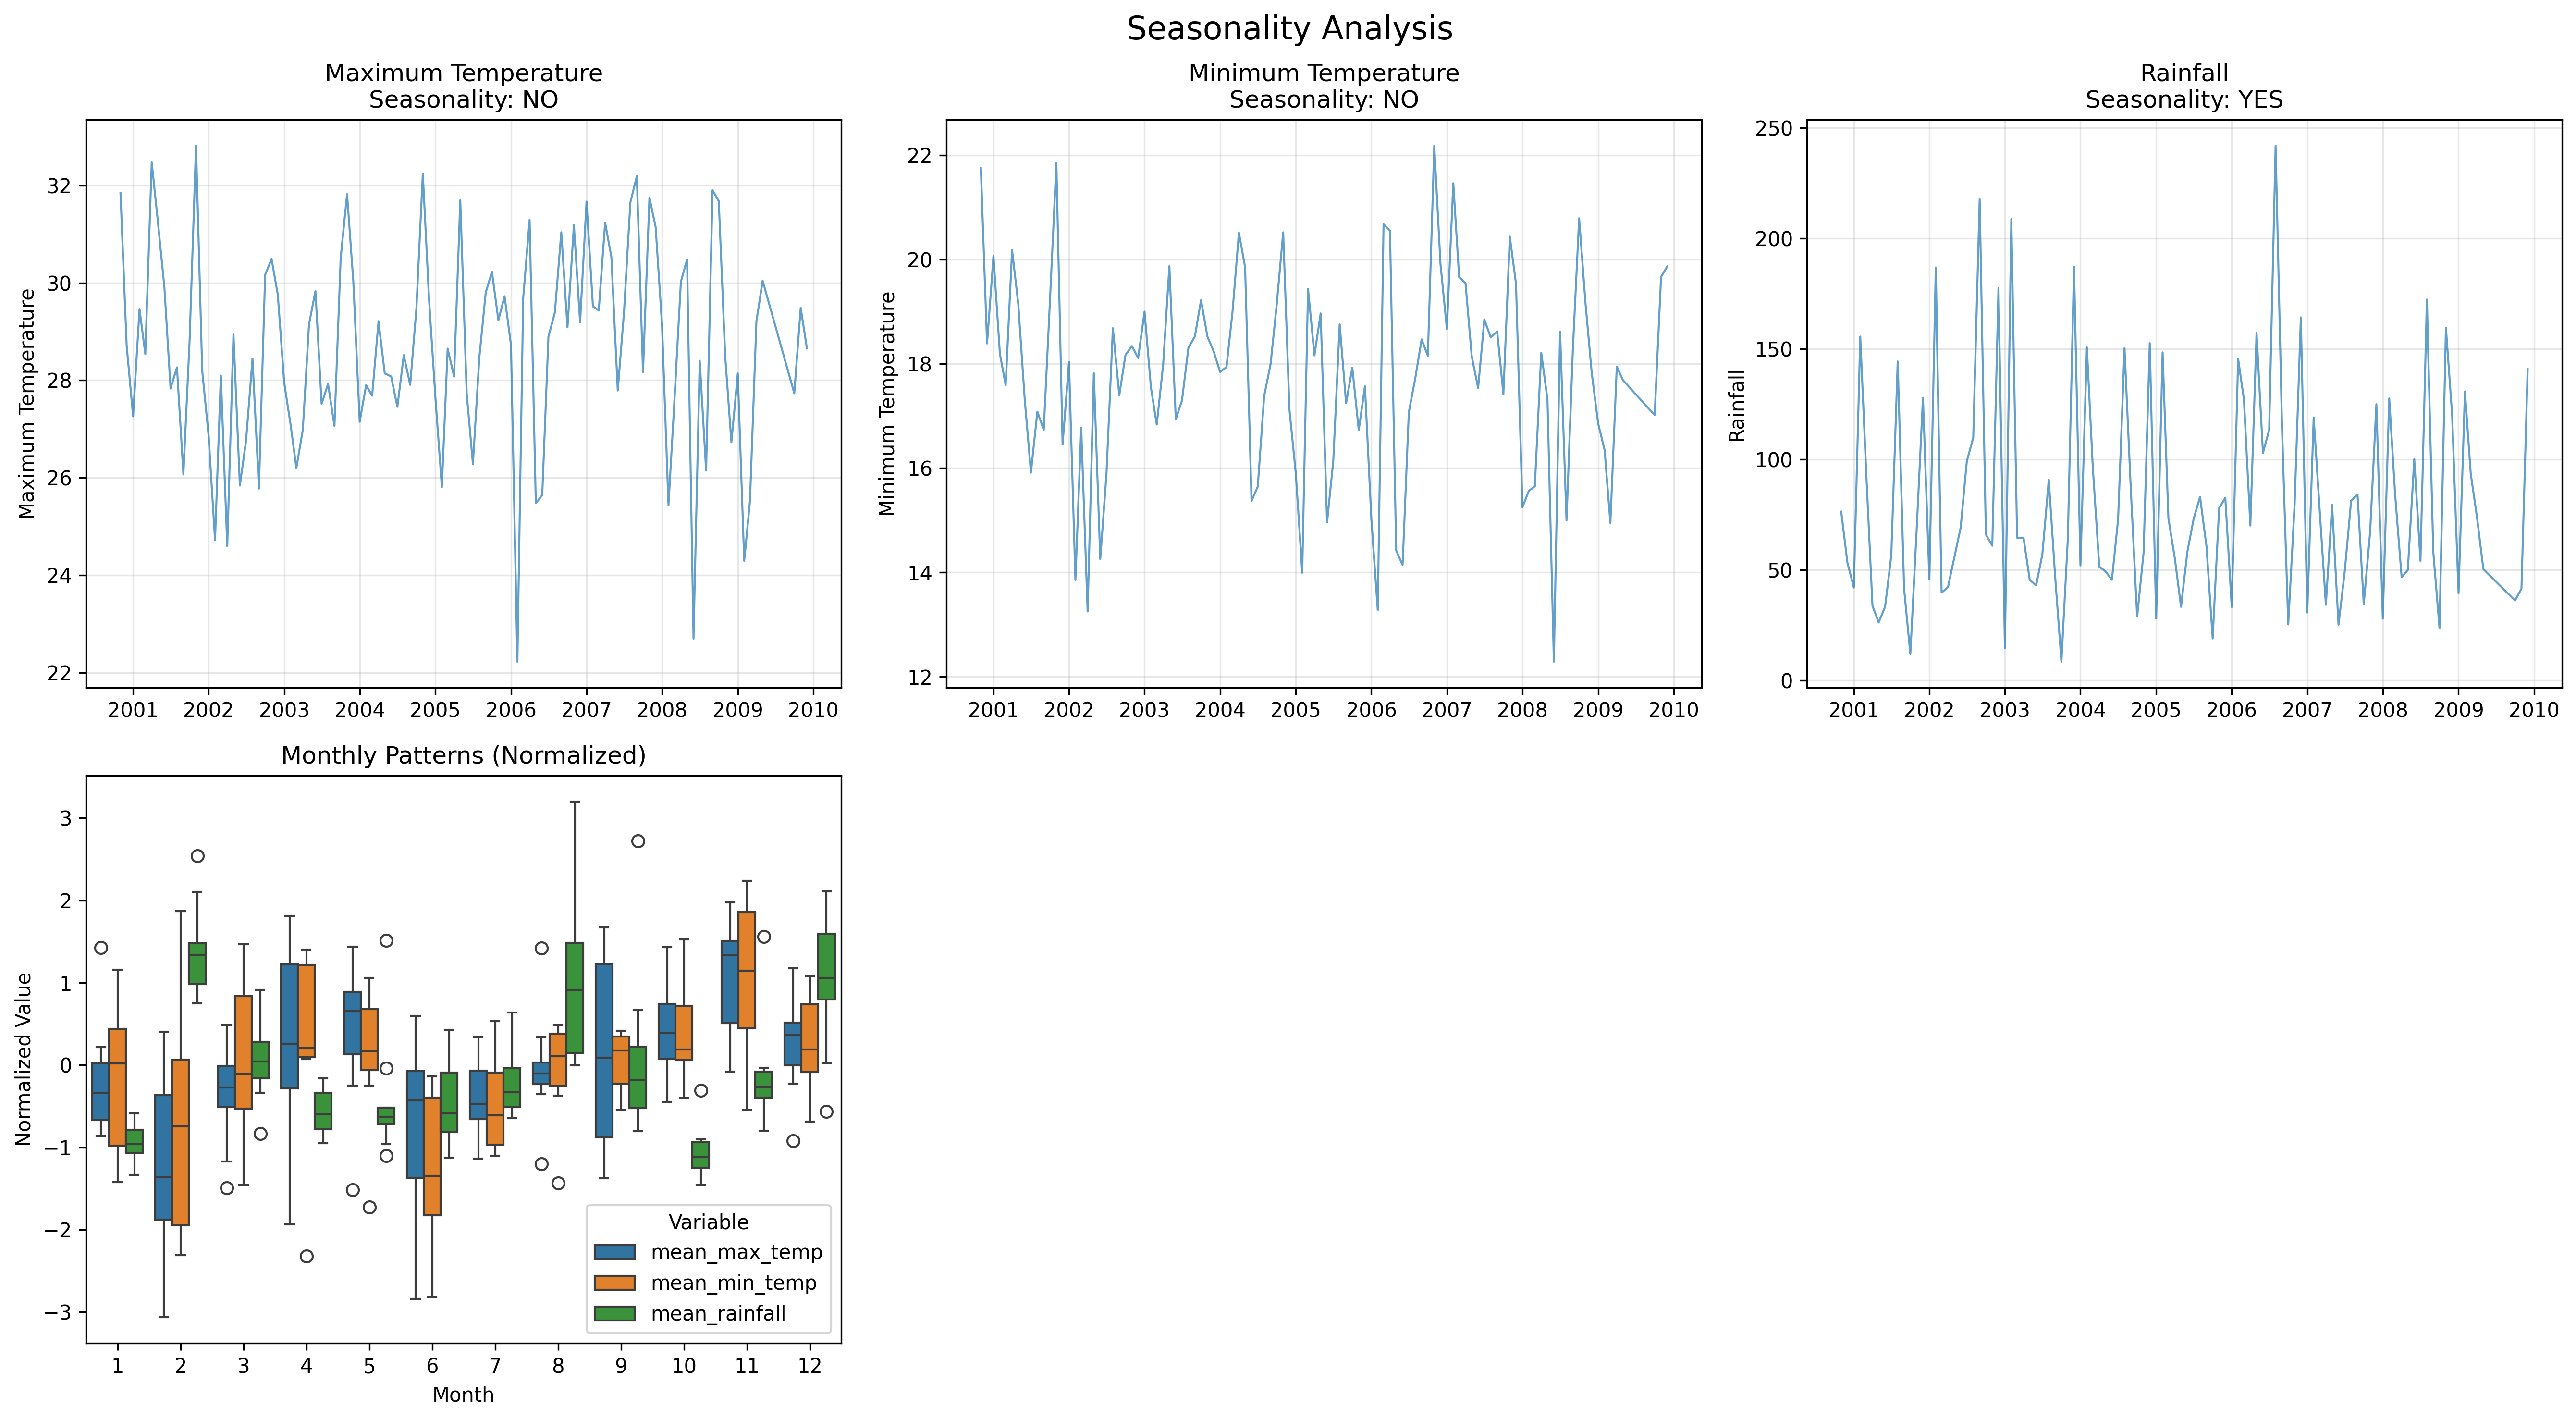 Seasonality Analysis
Maximum Temperature
Seasonality: NO
Maximum Temperature
32
30
28
26
24
22
2001 2002 2003 2004 2005 2006 2007 2008 2009 2010
Minimum Temperature
Seasonality: NO
Minimum Temperature
22
20
18
16
14
12
2001 2002 2003 2004 2005 2006 2007 2008 2009 2010
Rainfall
Seasonality: YES
Rainfall
250
200
150
100
50
0
2001 2002 2003 2004 2005 2006 2007 2008 2009 2010
Monthly Patterns (Normalized)
Normalized Value
3
2
1
0
−1
−2
−3
1 2 3 4 5 6 7 8 9 10 11 12
Month
Variable
mean_max_temp
mean_min_temp
mean_rainfall